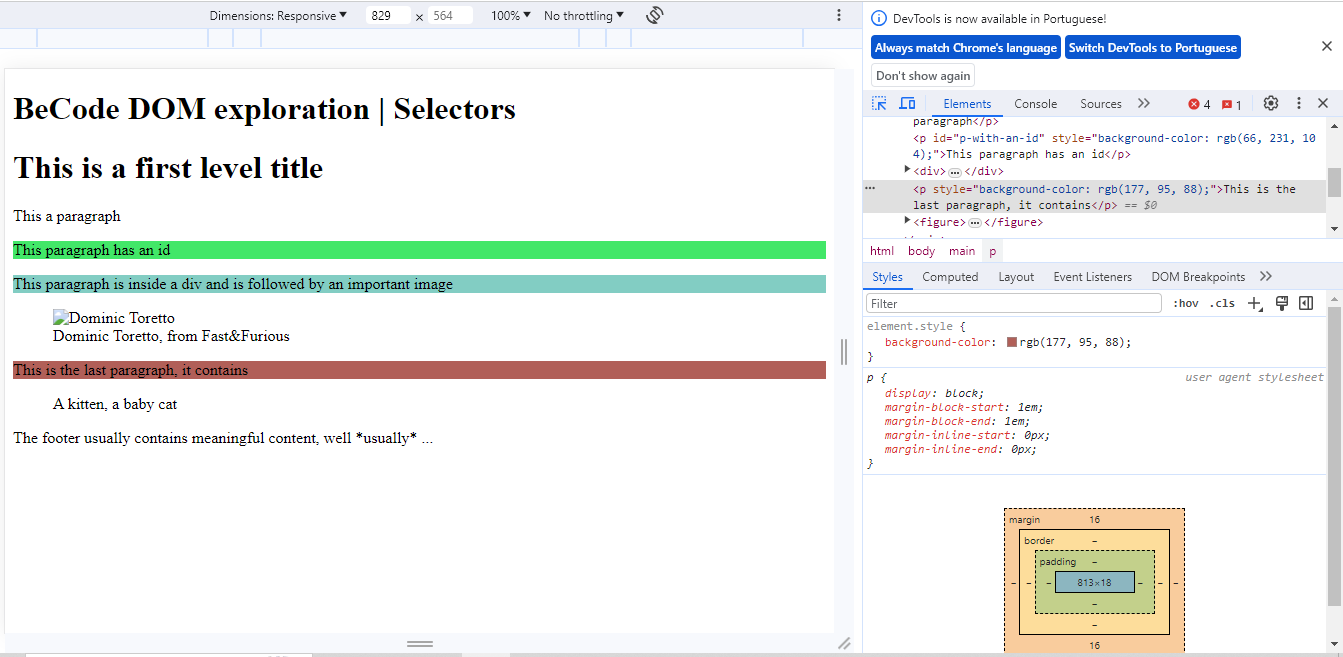 Dimensions: Responsive 829 × 564 100% No throttling
BeCode DOM exploration | Selectors
This is a first level title
This a paragraph
This paragraph has an id
This paragraph is inside a div and is followed by an important image
Dominic Toretto
Dominic Toretto, from Fast&Furious
This is the last paragraph, it contains
A kitten, a baby cat
The footer usually contains meaningful content, well *usually* ...
DevTools is now available in Portuguese!
Always match Chrome's language Switch DevTools to Portuguese
Don't show again
Elements Console Sources 4 1
paragraph</p>
<p id="p-with-an-id" style="background-color: rgb(66, 231, 10
4);">This paragraph has an id</p>
<div>…</div>
<p style="background-color: rgb(177, 95, 88);">This is the
last paragraph, it contains</p> == $0
<figure>…</figure>
html body main p
Styles Computed Layout Event Listeners DOM Breakpoints
Filter :hov .cls
element.style {
background-color: rgb(177, 95, 88);
}
p { user agent stylesheet
display: block;
margin-block-start: 1em;
margin-block-end: 1em;
margin-inline-start: 0px;
margin-inline-end: 0px;
}
margin 16
border –
padding –
– – – 813×18 – – –
–
–
16